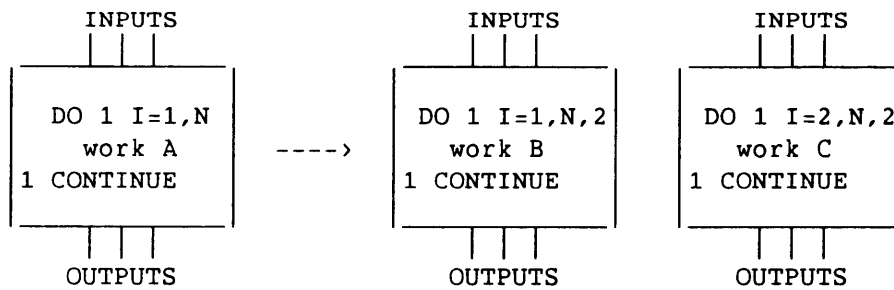 INPUTS INPUTS INPUTS
DO 1 I=1,N DO 1 I=1,N,2 DO 1 I=2,N,2
work A ----> work B work C
1 CONTINUE 1 CONTINUE 1 CONTINUE
OUTPUTS OUTPUTS OUTPUTS